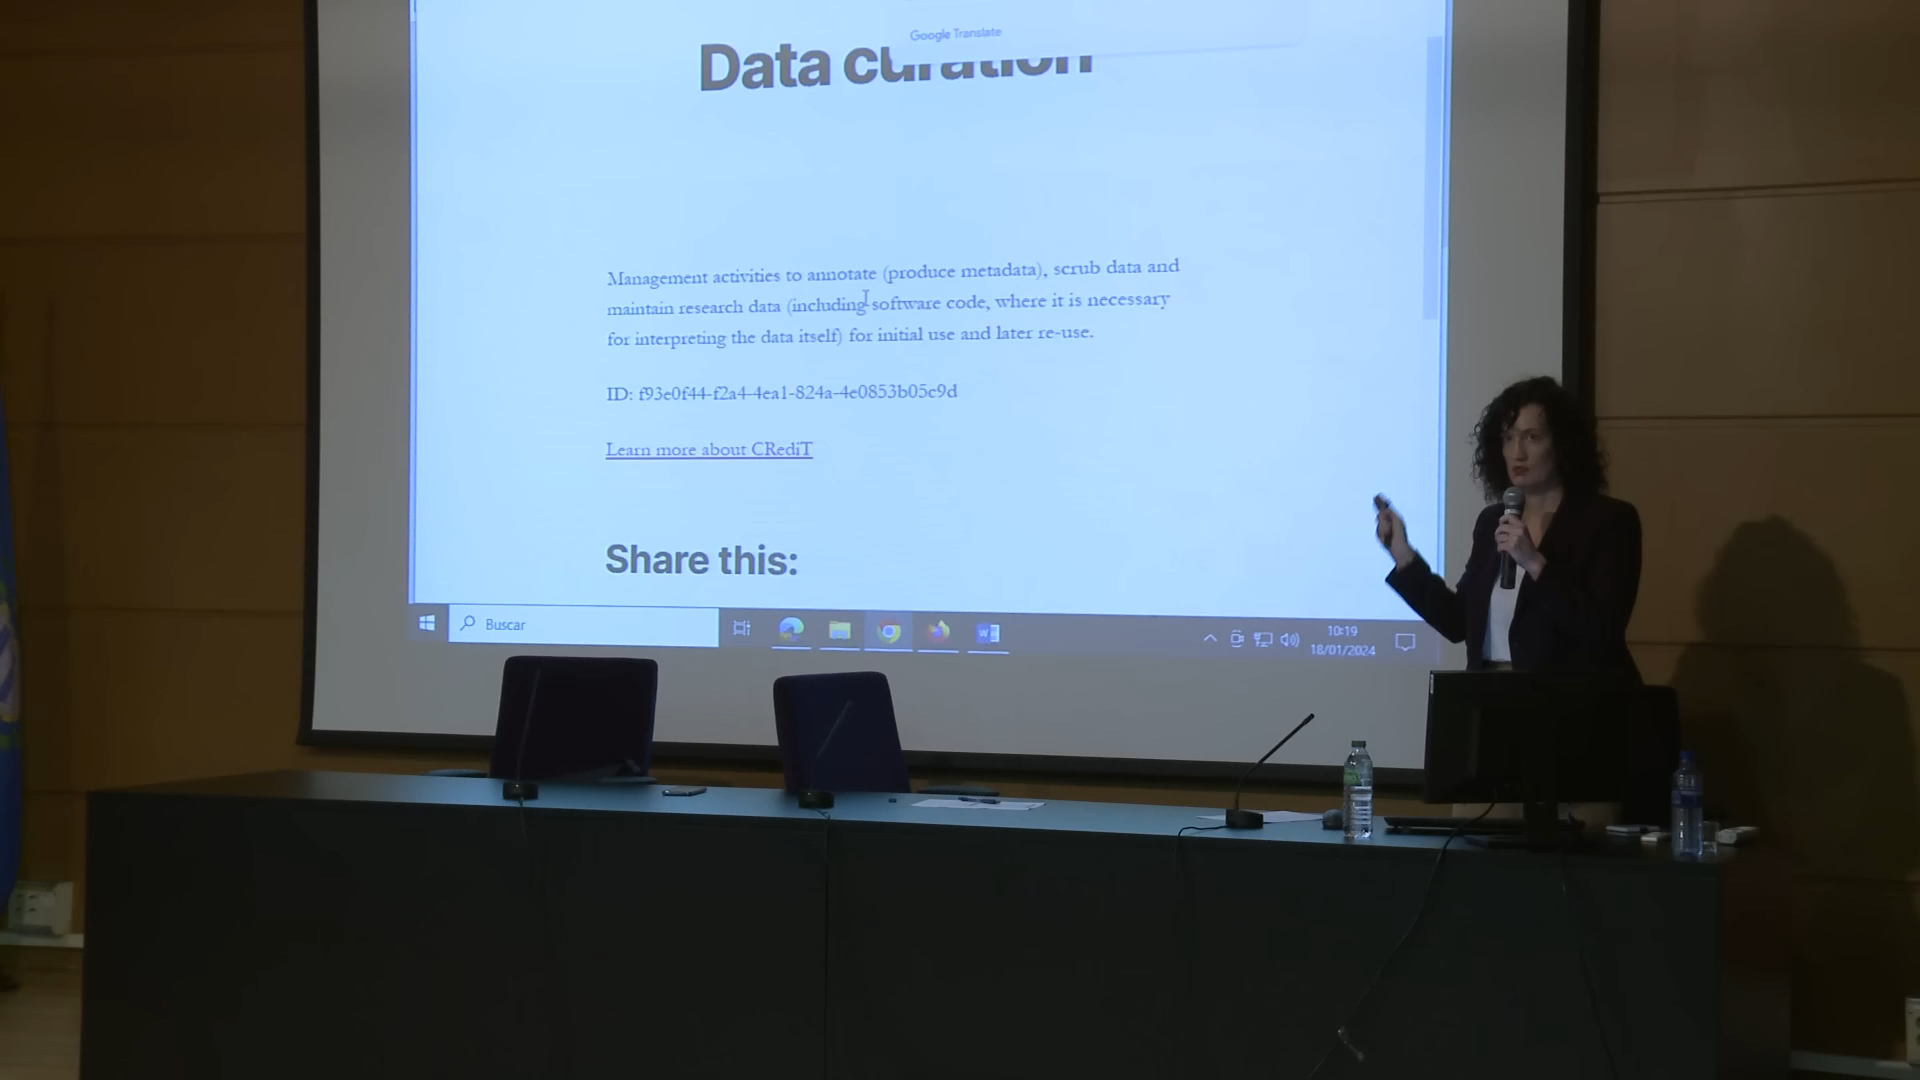 Google Translate
Data curation
Management activities to annotate (produce metadata), scrub data and
maintain research data (including software code, where it is necessary
for interpreting the data itself) for initial use and later re-use.
ID: f93e0f44-f2a4-4ea1-824a-4e0853b05c9d
Learn more about CRediT
Share this:
Buscar
W
10:19
18/01/2024